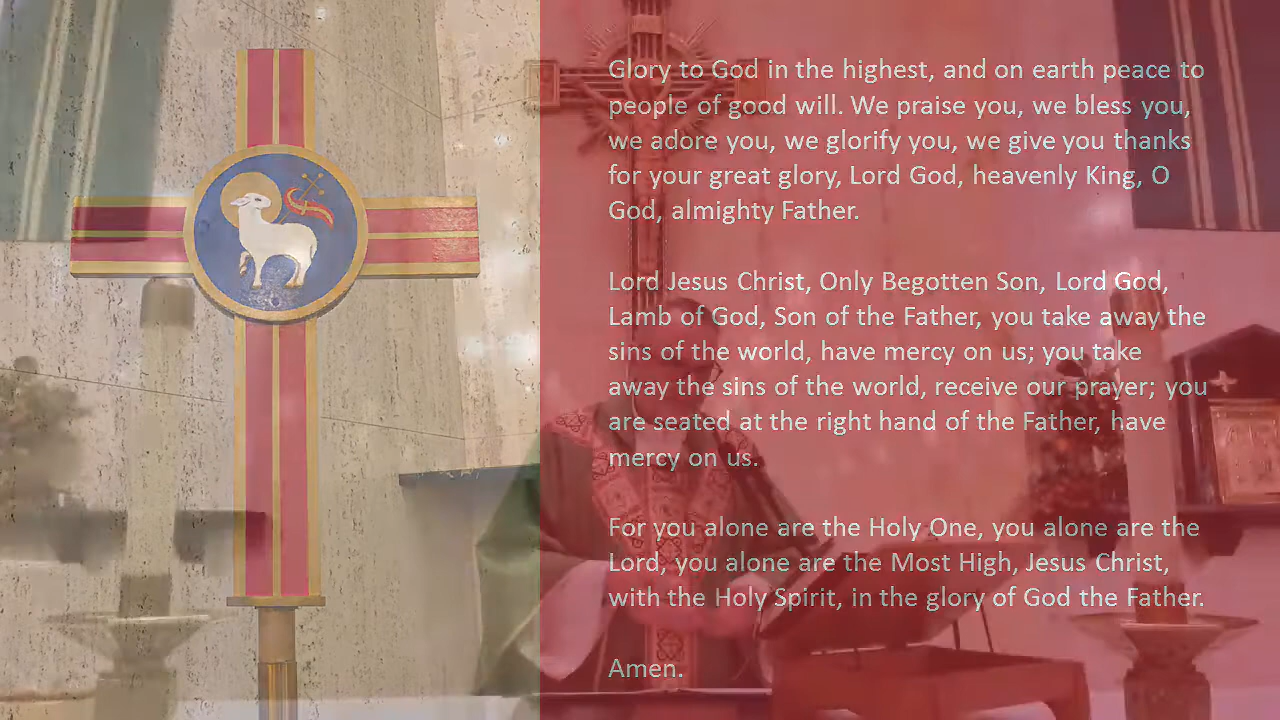 Glory to God in the highest, and on earth peace to
people of good will. We praise you, we bless you,
we adore you, we glorify you, we give you thanks
for your great glory, Lord God, heavenly King, O
God, almighty Father.
Lord Jesus Christ, Only Begotten Son, Lord God,
Lamb of God, Son of the Father, you take away the
sins of the world, have mercy on us; you take
away the sins of the world, receive our prayer; you
are seated at the right hand of the Father, have
mercy on us.
For you alone are the Holy One, you alone are the
Lord, you alone are the Most High, Jesus Christ,
with the Holy Spirit, in the glory of God the Father.
Amen.